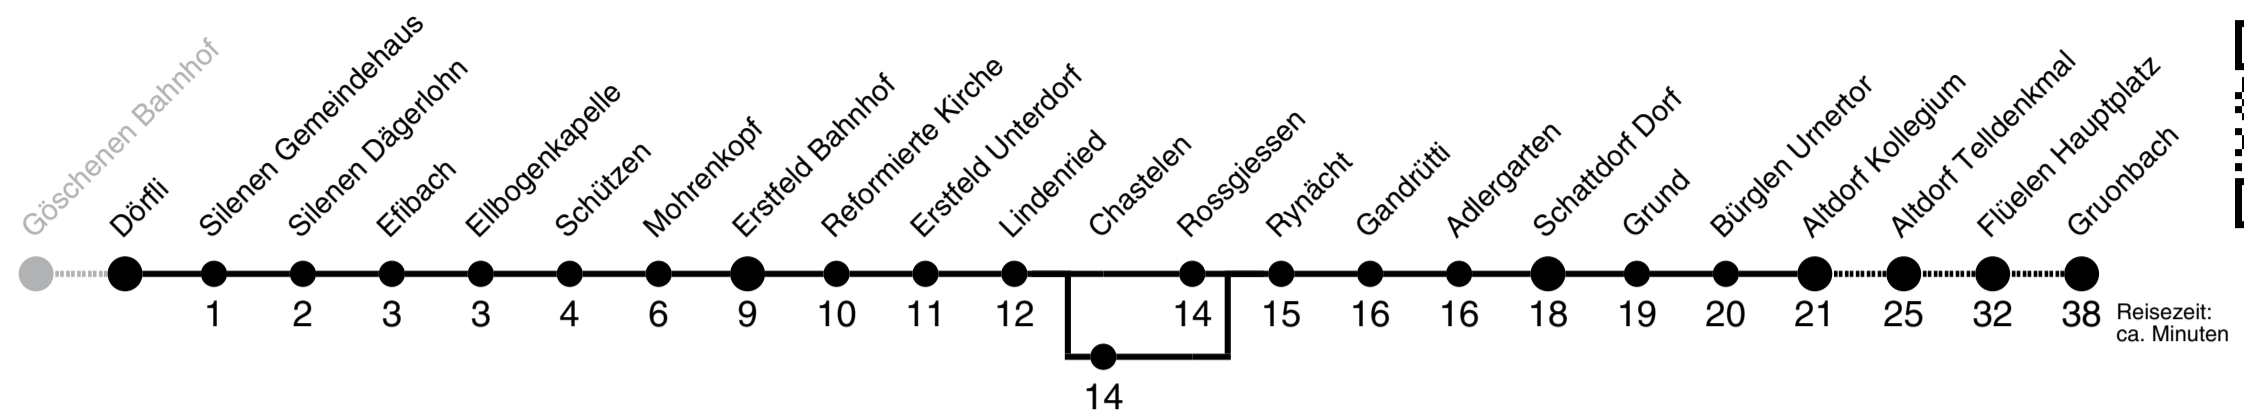 Göschenen Bahnhof
Dörfli
Silenen Gemeindehaus
Silenen Dägerlohn
Efibach
Ellbogenkapelle
Schützen
Mohrenkopf
Erstfeld Bahnhof
Reformierte Kirche
Erstfeld Unterdorf
Lindenried
Chastelen
Rossgiessen
Rynächt
Gandrütti
Adlergarten
Schattdorf Dorf
Grund
Bürglen Urnertor
Altdorf Kollegium
Altdorf Telldenkmal
Flüelen Hauptplatz
Gruonbach
1 2 3 3 4 6 9 10 11 12 14 15 16 16 18 19 20 21 25 32 38
Reisezeit:
ca. Minuten
14